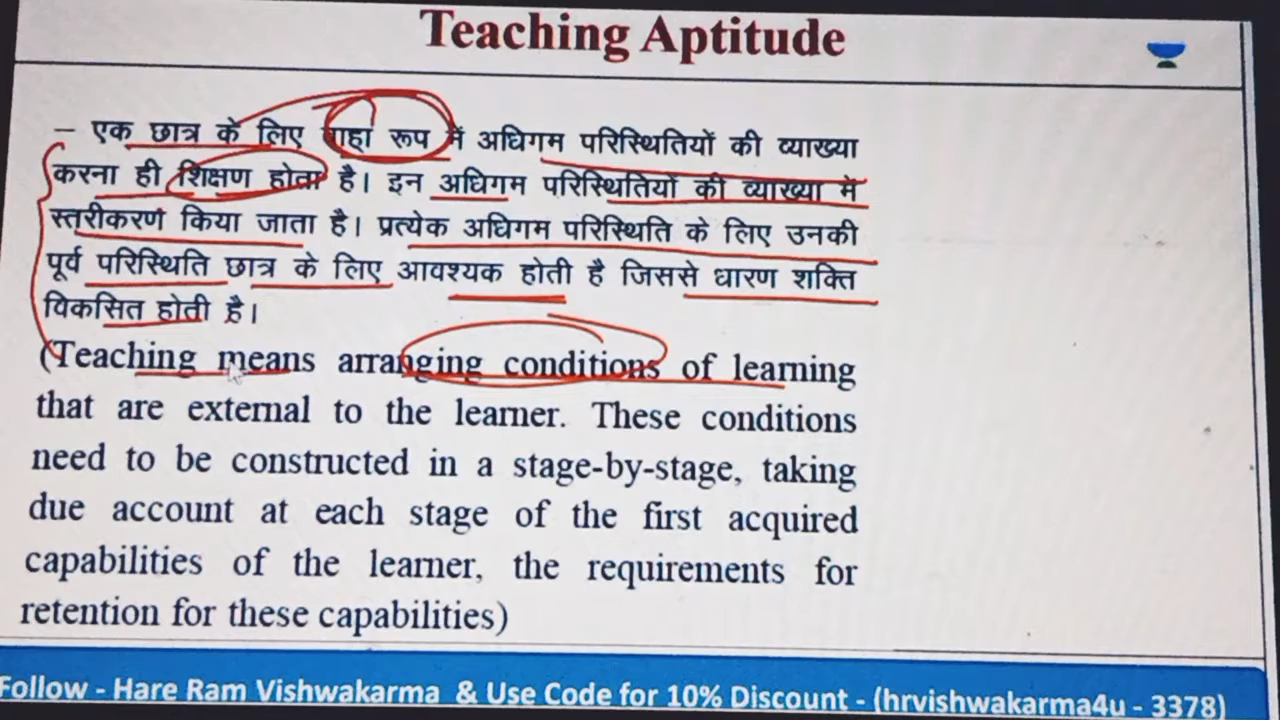 Teaching Aptitude
– एक छात्र के लिए रूप में अधिगम परिस्थितियों की व्याख्या
करना ही शिक्षण होता है। इन अधिगम परिस्थितियों की व्याख्या में
स्तरीकरण किया जाता है। प्रत्येक अधिगम परिस्थिति के लिए उनकी
पूर्व परिस्थिति छात्र के लिए आवश्यक होती है जिससे धारण शक्ति
विकसित होती है।
(Teaching means arranging conditions of learning
that are external to the learner. These conditions
need to be constructed in a stage-by-stage, taking
due account at each stage of the first acquired
capabilities of the learner, the requirements for
retention for these capabilities)
Follow - Hare Ram Vishwakarma & Use Code for 10% Discount - (hrvishwakarma4u - 3378)